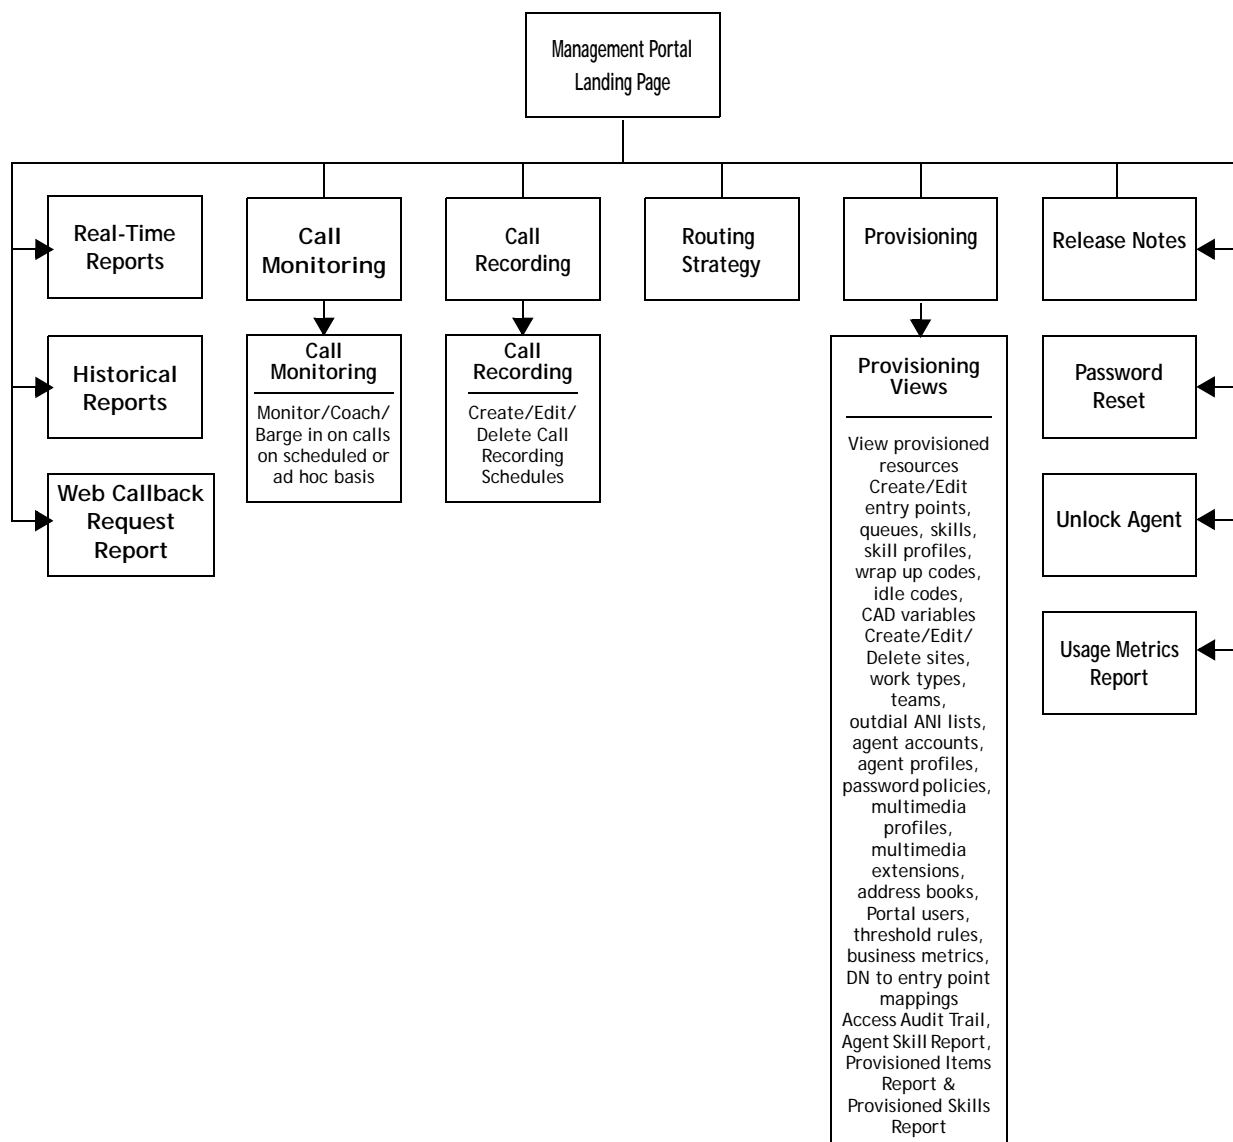 Management Portal
Landing Page
Real-Time
Reports
Call
Monitoring
Call
Recording
Routing
Strategy
Provisioning
Release Notes
Historical
Reports
Call
Monitoring
Monitor/Coach/
Barge in on calls
on scheduled or
ad hoc basis
Call
Recording
Create/Edit/
Delete Call
Recording
Schedules
Provisioning
Views
View provisioned
resources
Create/Edit
entry points,
queues, skills,
skill profiles,
wrap up codes,
idle codes,
CAD variables
Create/Edit/
Delete sites,
work types,
teams,
outdial ANI lists,
agent accounts,
agent profiles,
password policies,
multimedia
profiles,
multimedia
extensions,
address books,
Portal users,
threshold rules,
business metrics,
DN to entry point
mappings
Access Audit Trail,
Agent Skill Report,
Provisioned Items
Report &
Provisioned Skills
Report
Password
Reset
Web Callback
Request
Report
Unlock Agent
Usage Metrics
Report